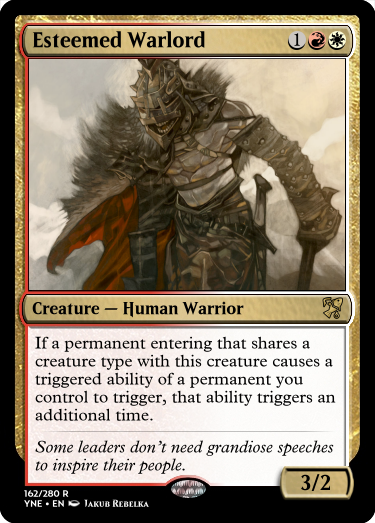 Esteemed Warlord 1
Creature — Human Warrior
If a permanent entering that shares a
creature type with this creature causes a
triggered ability of a permanent you
control to trigger, that ability triggers an
additional time.
Some leaders don't need grandiose speeches
to inspire their people.
3/2
162/280 R
YNE • EN Jakub Rebelka